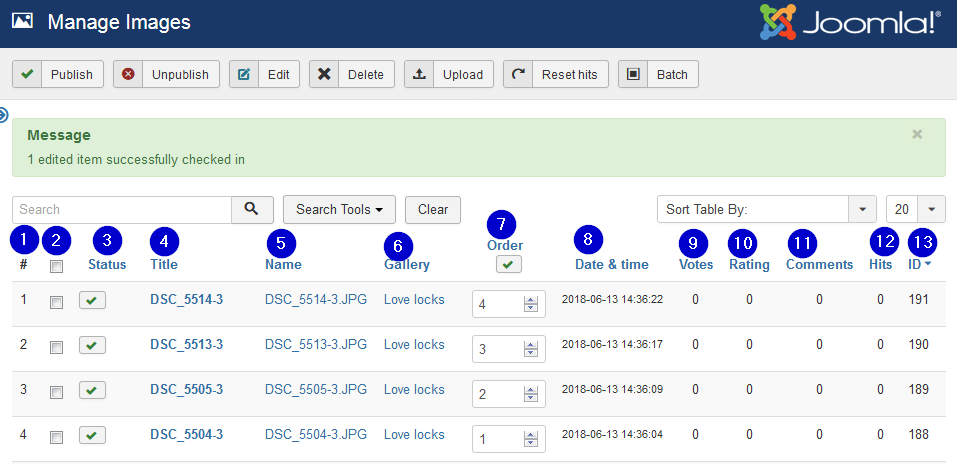 Manage Images
Joomla!®
Publish Unpublish Edit Delete Upload Reset hits Batch
Message
1 edited item successfully checked in
Search Search Tools Clear Sort Table By: 20
1 2 3 4 5 6 7 8 9 10 11 12 13
# Status Title Name Gallery Order Date & time Votes Rating Comments Hits ID
1 DSC_5514-3 DSC_5514-3.JPG Love locks 4 2018-06-13 14:36:22 0 0 0 0 191
2 DSC_5513-3 DSC_5513-3.JPG Love locks 3 2018-06-13 14:36:17 0 0 0 0 190
3 DSC_5505-3 DSC_5505-3.JPG Love locks 2 2018-06-13 14:36:09 0 0 0 0 189
4 DSC_5504-3 DSC_5504-3.JPG Love locks 1 2018-06-13 14:36:04 0 0 0 0 188